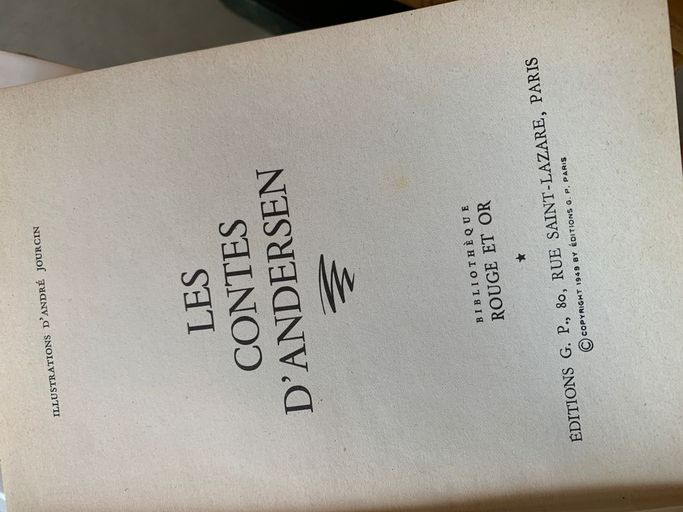 ILLUSTRATIONS D'ANDRÉ JOURCIN
LES
CONTES
D'ANDERSEN
BIBLIOTHÈQUE
ROUGE ET OR
★
ÉDITIONS G. P., 80, RUE SAINT-LAZARE, PARIS
© COPYRIGHT 1949 BY ÉDITIONS G. P. PARIS